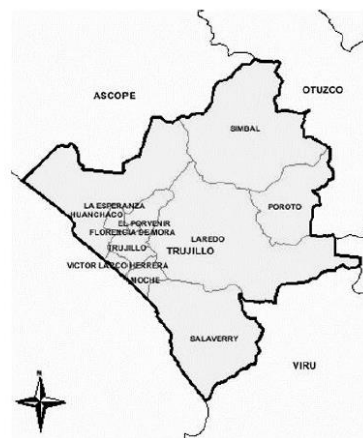 ASCOPE
OTUZCO
SIMBAL
LA ESPERANZA
POROTO
HUANCHACO
EL PORVENIR
FLORENCIA DE MORA
LAREDO
TRUJILLO
TRUJILLO
VICTOR LARCO HERRERA
MOCHE
SALAVERRY
VIRU
N